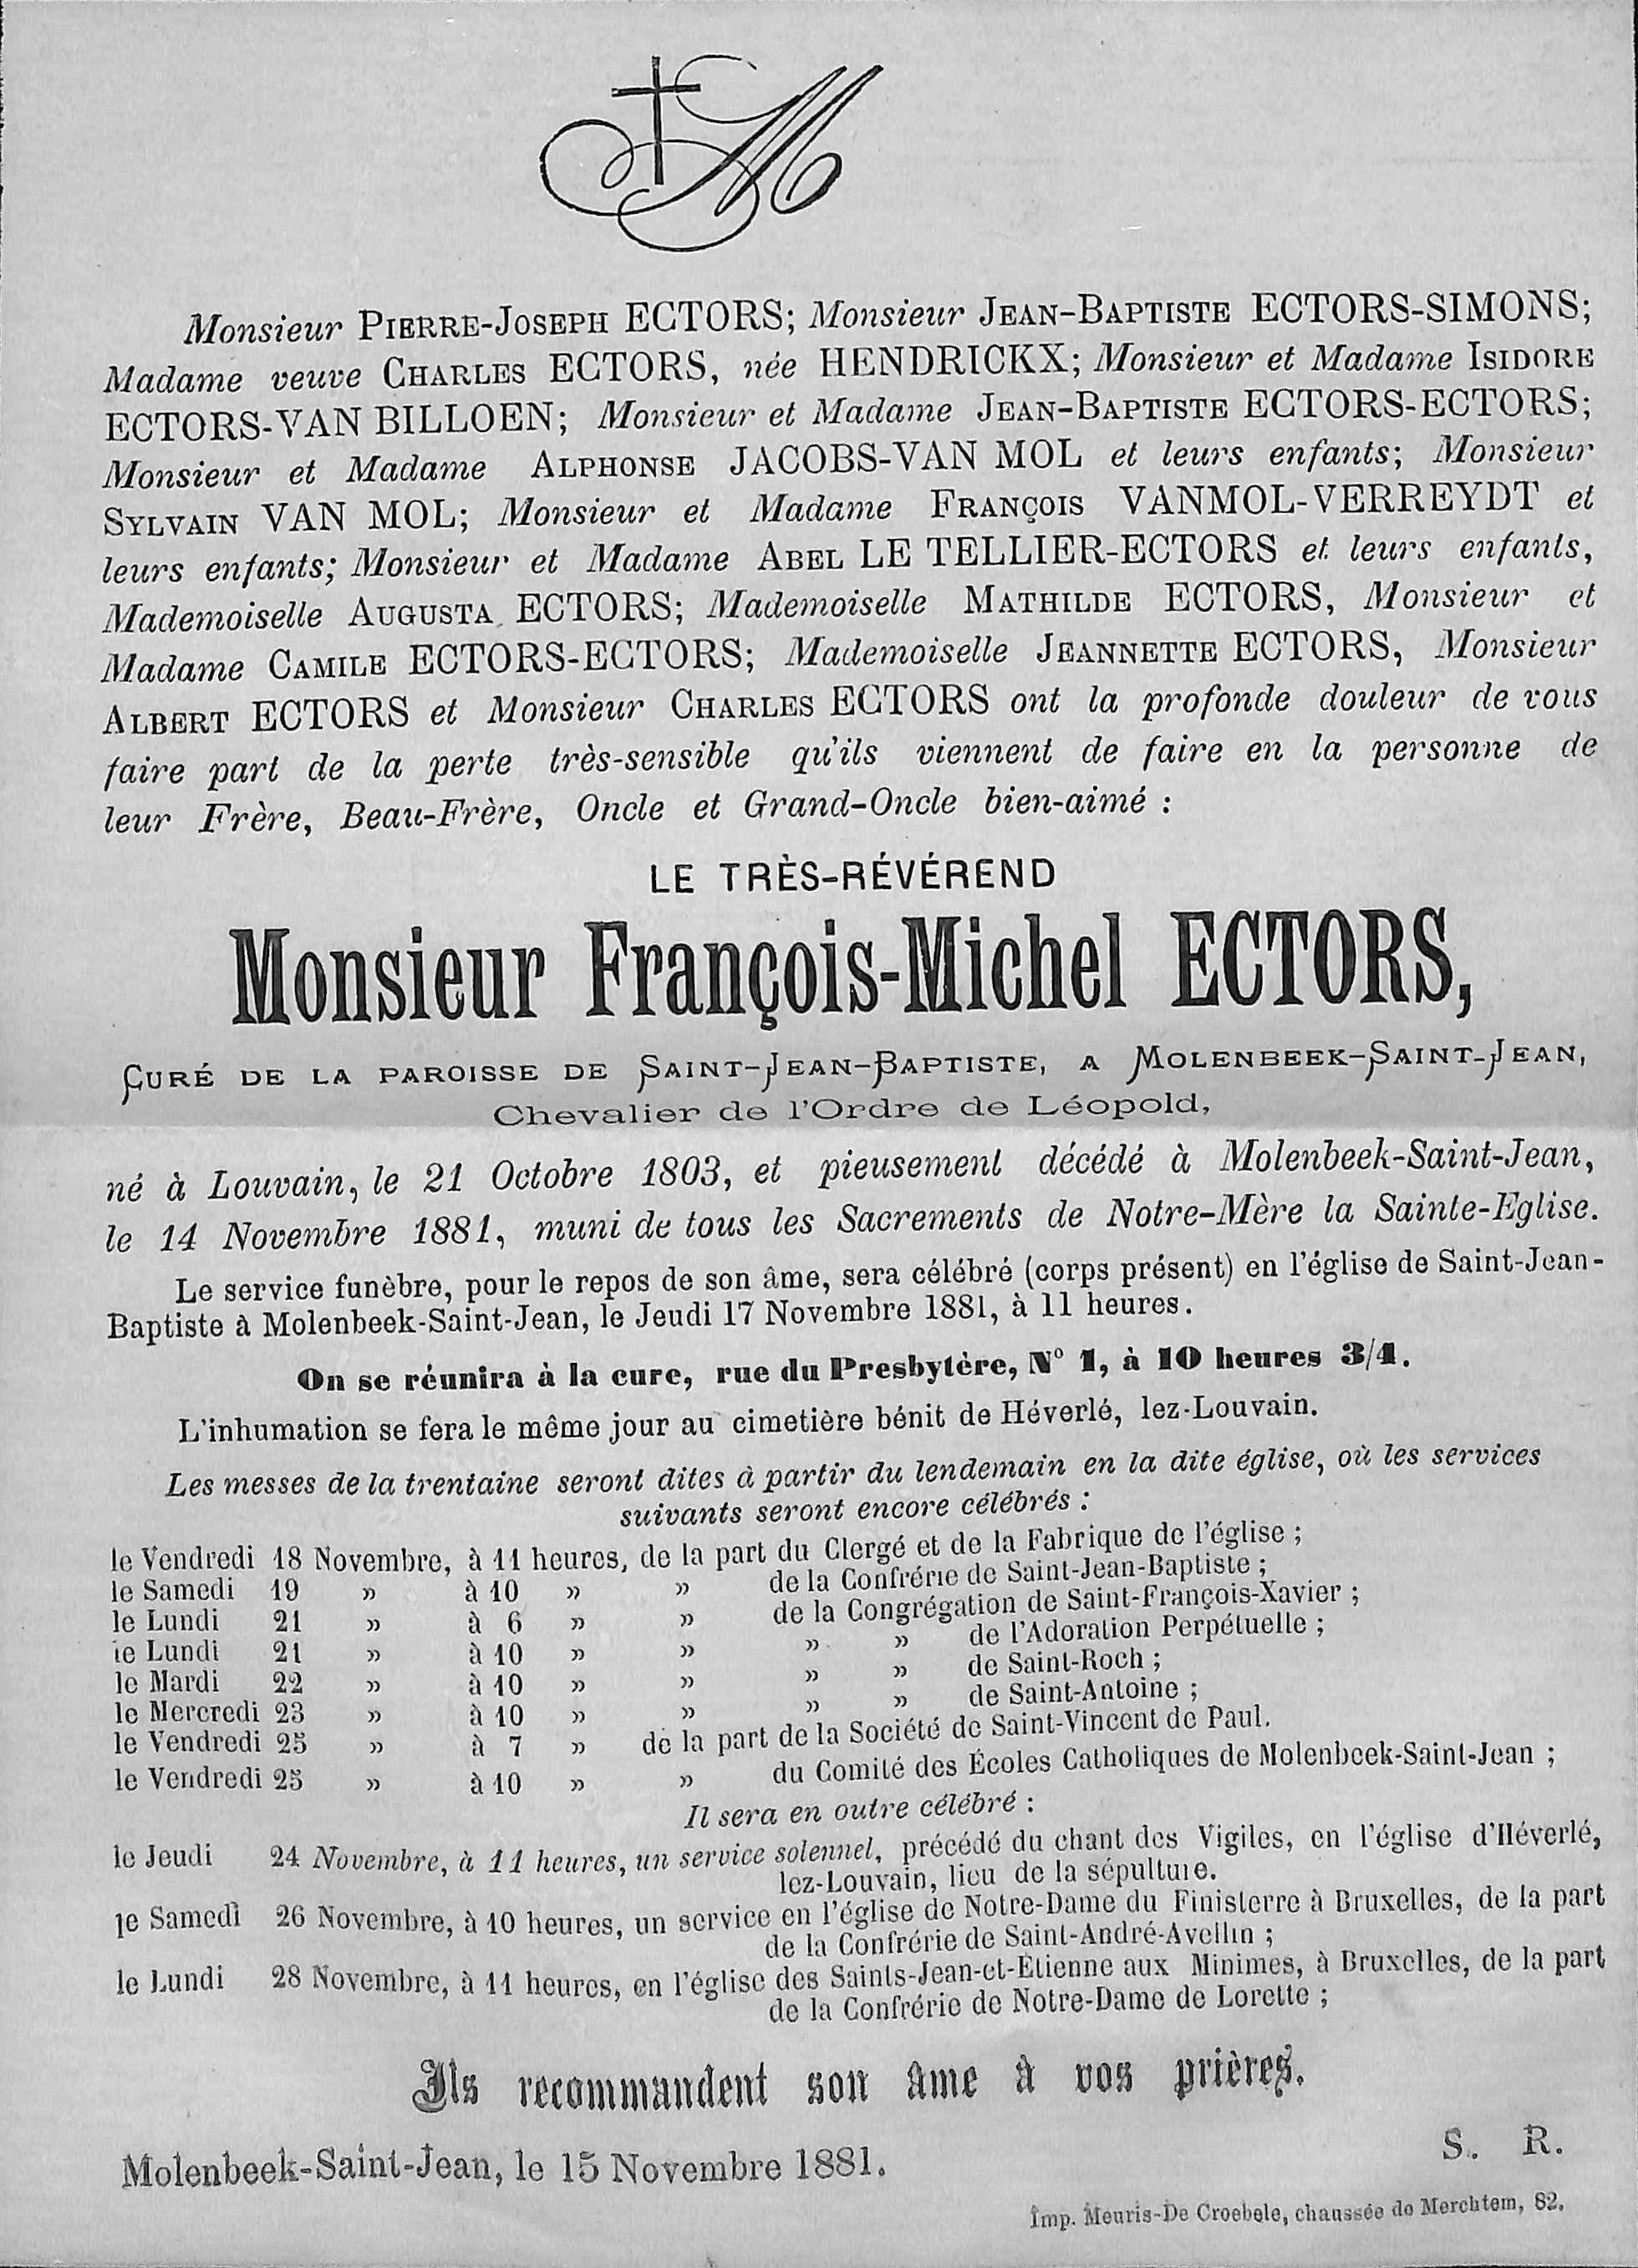 M
Monsieur Pierre-Joseph ECTORS; Monsieur Jean-Baptiste ECTORS-SIMONS;
Madame veuve Charles ECTORS, née HENDRICKX; Monsieur et Madame Isidore
ECTORS-VAN BILLOEN; Monsieur et Madame Jean-Baptiste ECTORS-ECTORS;
Monsieur et Madame Alphonse JACOBS-VAN MOL et leurs enfants; Monsieur
Sylvain VAN MOL; Monsieur et Madame François VANMOL-VERREYDT et
leurs enfants; Monsieur et Madame Abel LE TELLIER-ECTORS et leurs enfants,
Mademoiselle Augusta ECTORS; Mademoiselle Mathilde ECTORS, Monsieur et
Madame Camile ECTORS-ECTORS; Mademoiselle Jeannette ECTORS, Monsieur
Albert ECTORS et Monsieur Charles ECTORS ont la profonde douleur de vous
faire part de la perte très-sensible qu'ils viennent de faire en la personne de
leur Frère, Beau-Frère, Oncle et Grand-Oncle bien-aimé :
LE TRÈS-RÉVÉREND
Monsieur François-Michel ECTORS,
Curé de la paroisse de Saint-Jean-Baptiste, a Molenbeek-Saint-Jean,
Chevalier de l'Ordre de Léopold,
né à Louvain, le 21 Octobre 1803, et pieusement décédé à Molenbeek-Saint-Jean,
le 14 Novembre 1881, muni de tous les Sacrements de Notre-Mère la Sainte-Eglise.
Le service funèbre, pour le repos de son âme, sera célébré (corps présent) en l'église de Saint-Jean-
Baptiste à Molenbeek-Saint-Jean, le Jeudi 17 Novembre 1881, à 11 heures.
On se réunira à la cure, rue du Presbytère, N° 1, à 10 heures 3/4.
L'inhumation se fera le même jour au cimetière bénit de Héverlé, lez-Louvain.
Les messes de la trentaine seront dites à partir du lendemain en la dite église, où les services
suivants seront encore célébrés :
le Vendredi 18 Novembre, à 11 heures, de la part du Clergé et de la Fabrique de l'église ;
le Samedi 19 » à 10 » » de la Confrérie de Saint-Jean-Baptiste ;
le Lundi 21 » à 6 » » de la Congrégation de Saint-François-Xavier ;
le Lundi 21 » à 10 » » » » de l'Adoration Perpétuelle ;
le Mardi 22 » à 10 » » » » de Saint-Roch ;
le Mercredi 23 » à 10 » » » » de Saint-Antoine ;
le Vendredi 25 » à 7 » de la part de la Société de Saint-Vincent de Paul.
le Vendredi 25 » à 10 » » du Comité des Écoles Catholiques de Molenbeek-Saint-Jean ;
Il sera en outre célébré :
le Jeudi 24 Novembre, à 11 heures, un service solennel, précédé du chant des Vigiles, en l'église d'Héverlé,
lez-Louvain, lieu de la sépulture.
le Samedi 26 Novembre, à 10 heures, un service en l'église de Notre-Dame du Finisterre à Bruxelles, de la part
de la Confrérie de Saint-André-Avellin ;
le Lundi 28 Novembre, à 11 heures, en l'église des Saints-Jean-et-Étienne aux Minimes, à Bruxelles, de la part
de la Confrérie de Notre-Dame de Lorette ;
Ils recommandent son âme à vos prières.
S. R.
Molenbeek-Saint-Jean, le 15 Novembre 1881.
Imp. Meuris-De Croebele, chaussée de Merchtem, 82.